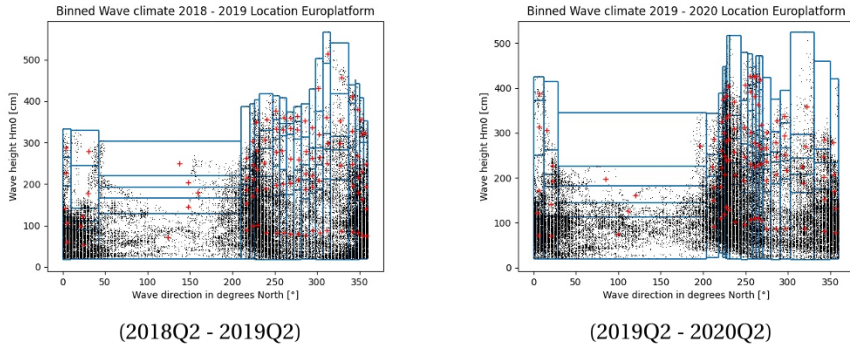 Binned Wave climate 2018 - 2019 Location Europlatform
Wave height Hm0 [cm]
500
400
300
200
100
0
0 50 100 150 200 250 300 350
Wave direction in degrees North [°]
(2018Q2 - 2019Q2)
Binned Wave climate 2019 - 2020 Location Europlatform
Wave height Hm0 [cm]
500
400
300
200
100
0
0 50 100 150 200 250 300 350
Wave direction in degrees North [°]
(2019Q2 - 2020Q2)